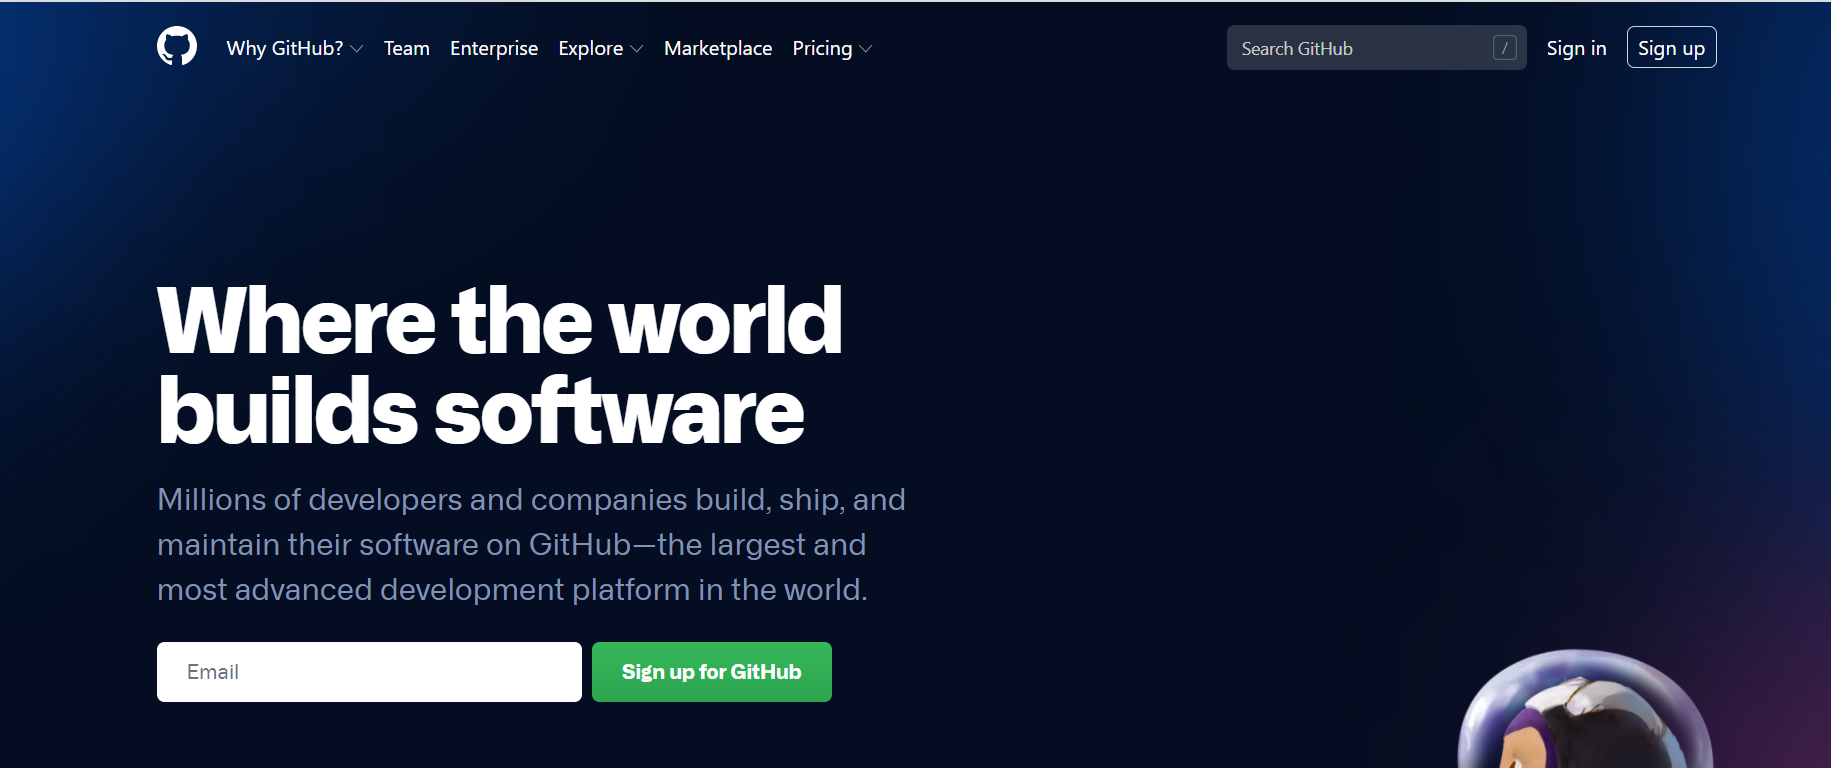 Why GitHub? Team Enterprise Explore Marketplace Pricing Search GitHub / Sign in Sign up
Where the world
builds software
Millions of developers and companies build, ship, and
maintain their software on GitHub—the largest and
most advanced development platform in the world.
Email Sign up for GitHub